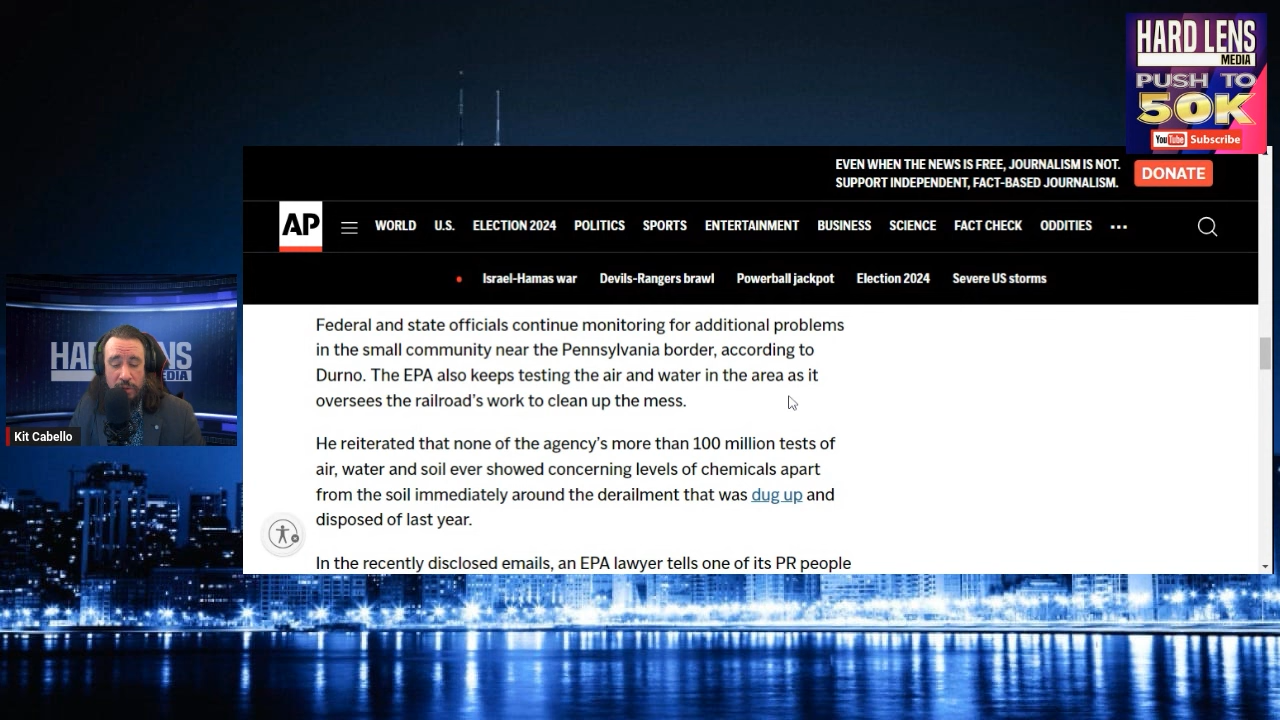 HARD LENS
MEDIA
PUSH TO
50K
YouTube Subscribe
EVEN WHEN THE NEWS IS FREE, JOURNALISM IS NOT.
SUPPORT INDEPENDENT, FACT-BASED JOURNALISM.
DONATE
AP
WORLD U.S. ELECTION 2024 POLITICS SPORTS ENTERTAINMENT BUSINESS SCIENCE FACT CHECK ODDITIES •••
Israel-Hamas war Devils-Rangers brawl Powerball jackpot Election 2024 Severe US storms
Federal and state officials continue monitoring for additional problems
in the small community near the Pennsylvania border, according to
Durno. The EPA also keeps testing the air and water in the area as it
oversees the railroad’s work to clean up the mess.
He reiterated that none of the agency’s more than 100 million tests of
air, water and soil ever showed concerning levels of chemicals apart
from the soil immediately around the derailment that was dug up and
disposed of last year.
In the recently disclosed emails, an EPA lawyer tells one of its PR people
Kit Cabello